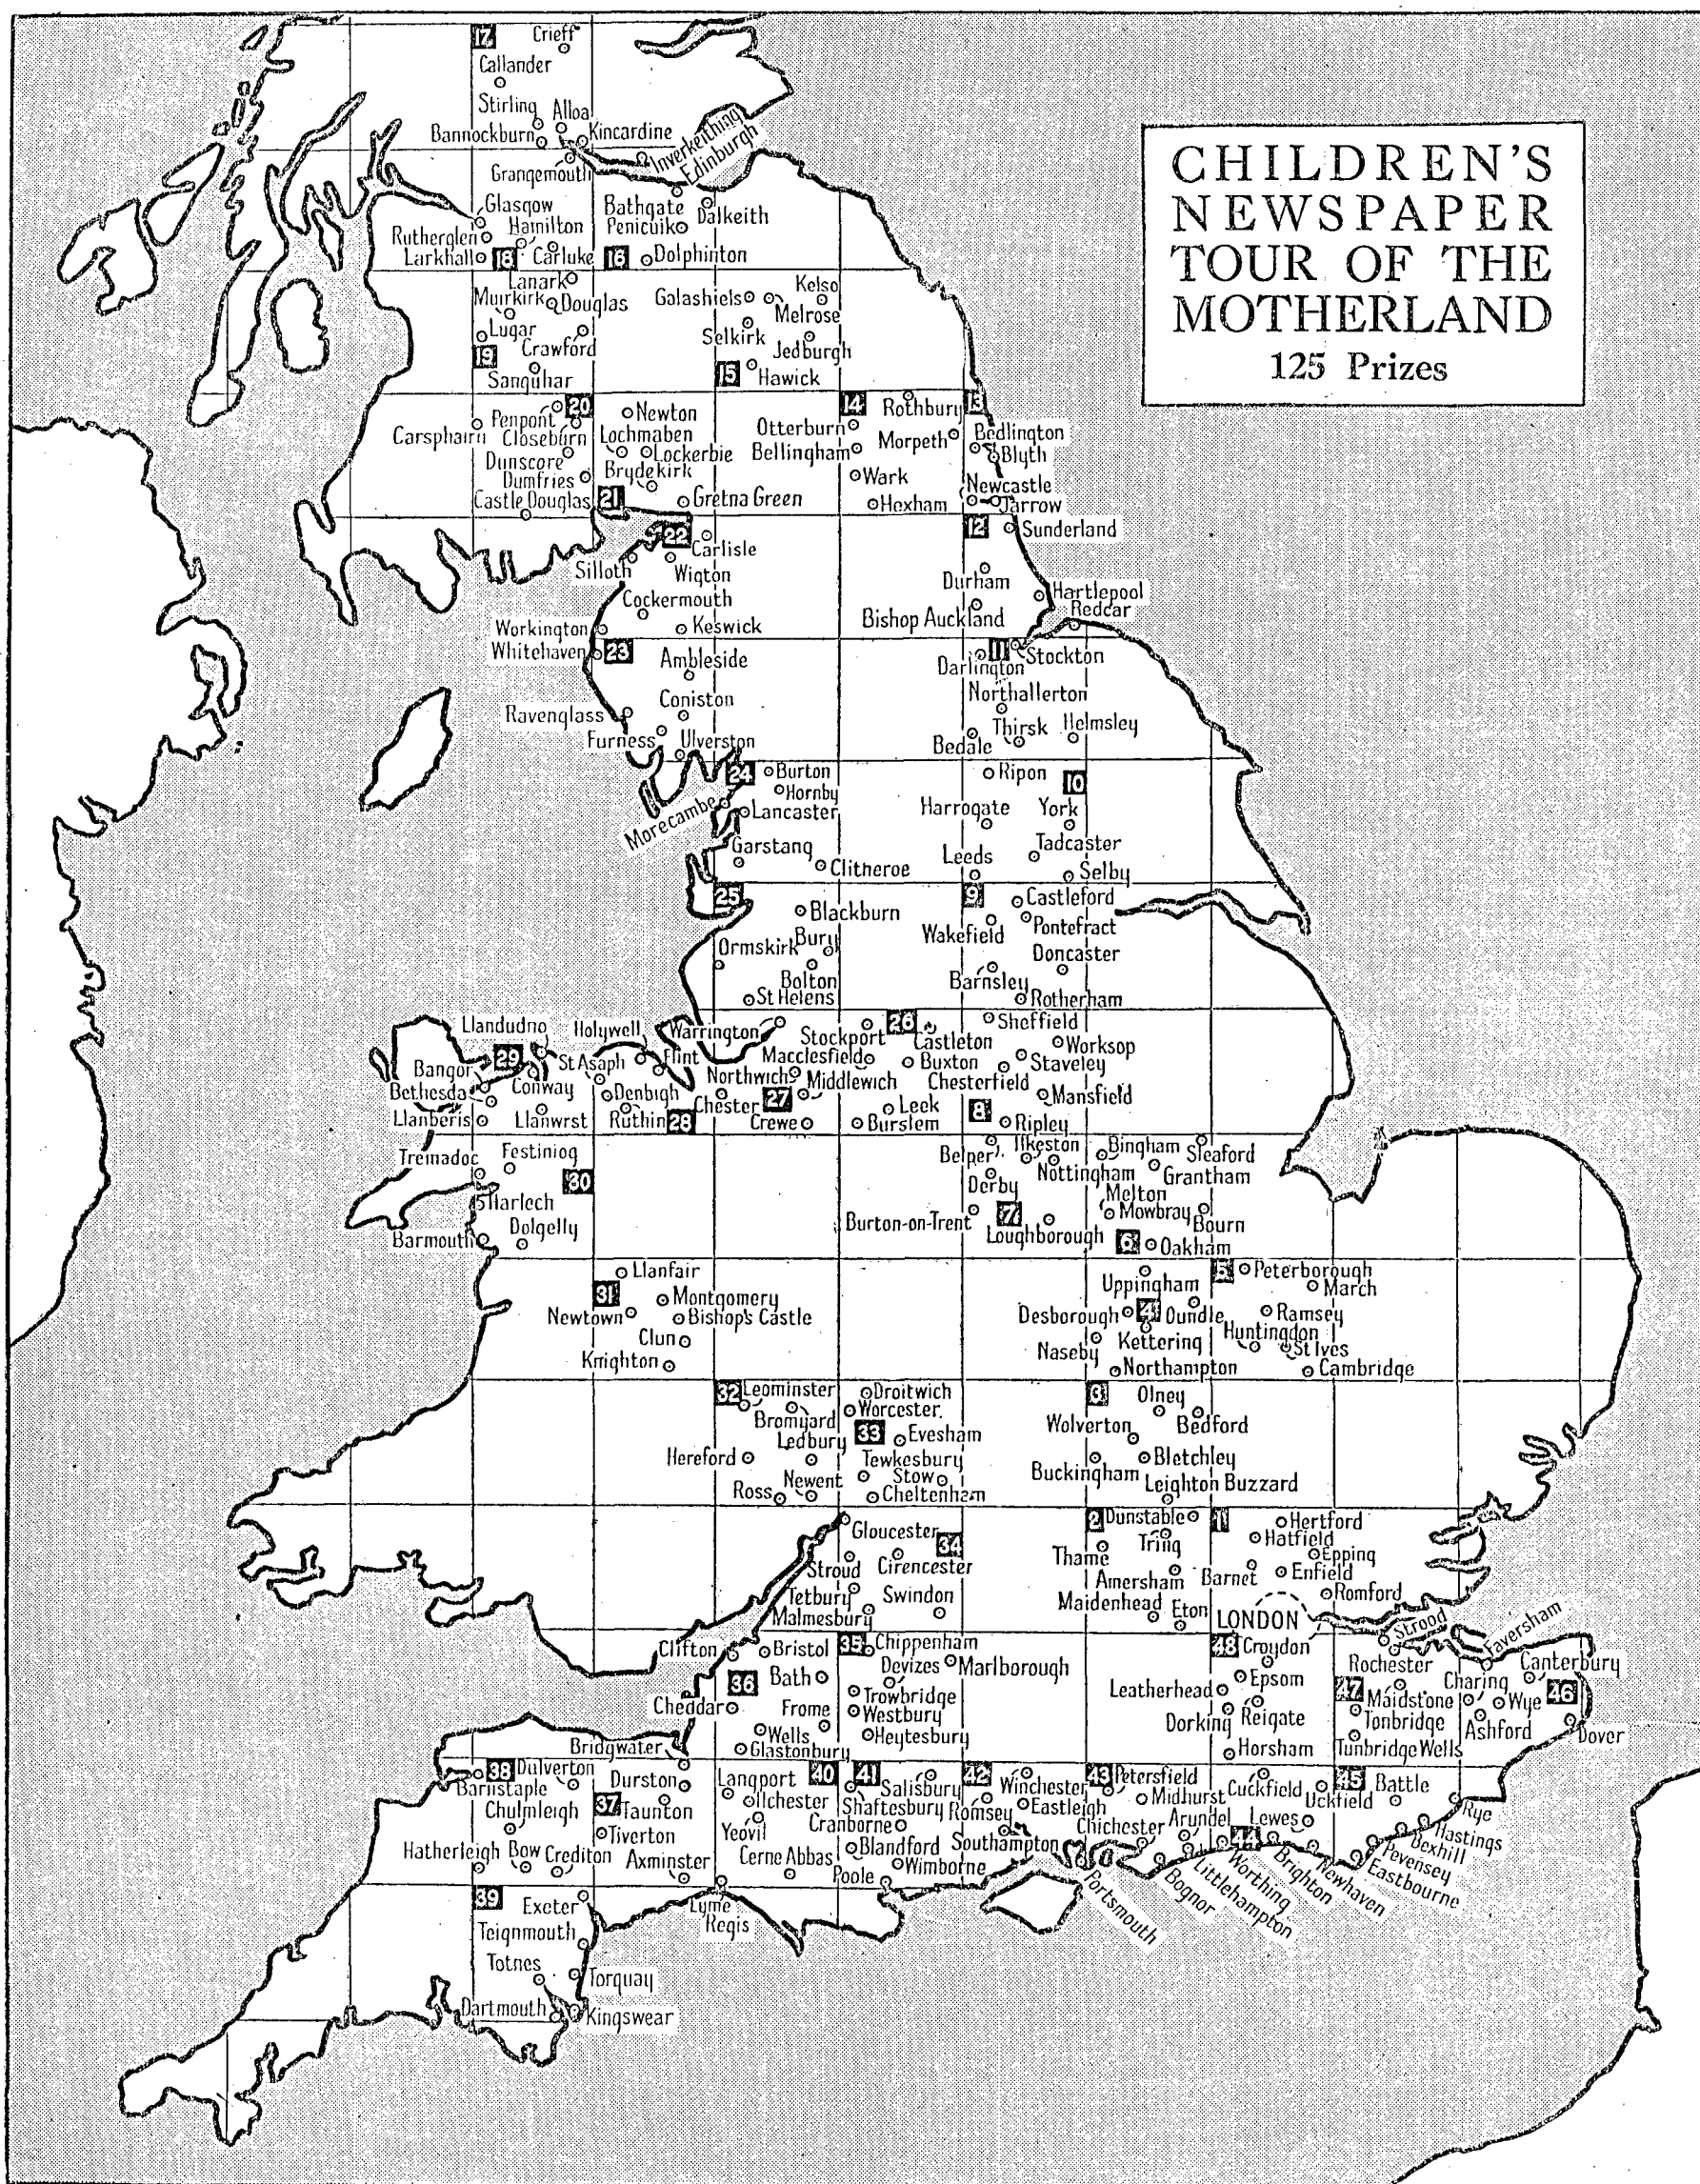 CHILDREN'S
NEWSPAPER
TOUR OF THE
MOTHERLAND
125 Prizes
17
Crieff
Callander
Stirling
Alloa
Bannockburn
Kincardine
Inverkeithing
Edinburgh
Grangemouth
Glasgow
Bathgate
Dalkeith
Hamilton
Penicuik
Rutherglen
Larkhall
18
Carluke
16
Dolphinton
Lanark
Muirkirk
Douglas
Galashiels
Kelso
Melrose
Lugar
Selkirk
Crawford
Jedburgh
19
Sanquhar
15
Hawick
20
14
Rothbury
13
Penpont
Newton
Otterburn
Carsphairn
Closeburn
Lochmaben
Morpeth
Bedlington
Dunscore
Lockerbie
Bellingham
Blyth
Dumfries
Brydekirk
Wark
Newcastle
Castle Douglas
21
Gretna Green
Hexham
Jarrow
22
12
Sunderland
Carlisle
Silloth
Wigton
Durham
Hartlepool
Cockermouth
Redcar
Bishop Auckland
Workington
Keswick
Whitehaven
23
Ambleside
11
Stockton
Darlington
Northallerton
Coniston
Ravenglass
Thirsk
Helmsley
Furness
Ulverston
Bedale
24
Burton
Ripon
10
Hornby
Morecambe
Lancaster
Harrogate
York
Garstang
Tadcaster
Clitheroe
Leeds
Selby
25
9
Castleford
Blackburn
Pontefract
Bury
Wakefield
Ormskirk
Doncaster
Bolton
Barnsley
St Helens
Rotherham
Llandudno
Holywell
Warrington
26
Sheffield
Stockport
Castleton
Worksop
29
St Asaph
Flint
Macclesfield
Buxton
Staveley
Bangor
Conway
Northwich
Middlewich
Chesterfield
Bethesda
Denbigh
Chester
27
Mansfield
Llanberis
Llanwrst
Ruthin
28
Crewe
Leek
Burslem
8
Ripley
Tremadoc
Festiniog
Belper
Ilkeston
Bingham
Sleaford
30
Nottingham
Grantham
Harlech
Derby
Melton
Mowbray
Dolgelly
Burton-on-Trent
7
Bourn
Barmouth
Loughborough
6
Oakham
Llanfair
Uppingham
5
Peterborough
31
Montgomery
March
Newtown
Bishop's Castle
Desborough
4
Oundle
Ramsey
Clun
Kettering
Huntingdon
Naseby
St Ives
Knighton
Northampton
Cambridge
32
Leominster
Droitwich
3
Olney
Bromyard
Worcester
Wolverton
Bedford
Ledbury
33
Evesham
Hereford
Tewkesbury
Bletchley
Newent
Stow
Buckingham
Leighton Buzzard
Ross
Cheltenham
2
Dunstable
1
Hertford
Gloucester
34
Tring
Hatfield
Thame
Epping
Stroud
Cirencester
Amersham
Barnet
Enfield
Tetbury
Swindon
Maidenhead
Romford
Malmesbury
Eton
LONDON
Strood
Faversham
Clifton
Bristol
35
Chippenham
48
Croydon
Rochester
Canterbury
Bath
Devizes
Marlborough
Epsom
Charing
36
Trowbridge
Leatherhead
47
Maidstone
Wye
46
Cheddar
Frome
Westbury
Dorking
Reigate
Tonbridge
Ashford
Wells
Heytesbury
Dover
Bridgwater
Glastonbury
Horsham
Tunbridge Wells
38
Dulverton
Langport
40
41
Salisbury
42
Winchester
43
Petersfield
Cuckfield
45
Battle
Barnstaple
Durston
Ilchester
Shaftesbury
Romsey
Eastleigh
Midhurst
Uckfield
Rye
Chulmleigh
37
Taunton
Cranborne
Arundel
Lewes
Tiverton
Yeovil
Blandford
Southampton
Chichester
44
Hastings
Hatherleigh
Bow
Crediton
Axminster
Cerne Abbas
Wimborne
Bexhill
Poole
Pevensey
Eastbourne
Newhaven
Brighton
Worthing
Littlehampton
Bognor
Portsmouth
39
Exeter
Lyme
Regis
Teignmouth
Totnes
Torquay
Dartmouth
Kingswear